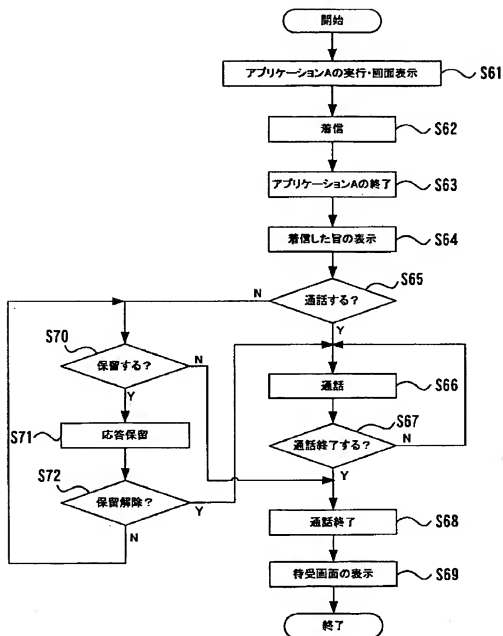 開始
アプリケーションAの実行・画面表示
S61
着信
S62
アプリケーションAの終了
S63
着信した旨の表示
S64
S65
通話する?
N
Y
S70
保留する?
N
Y
通話
S66
S71
応答保留
S67
通話終了する?
N
Y
S72
保留解除?
Y
N
通話終了
S68
待受画面の表示
S69
終了